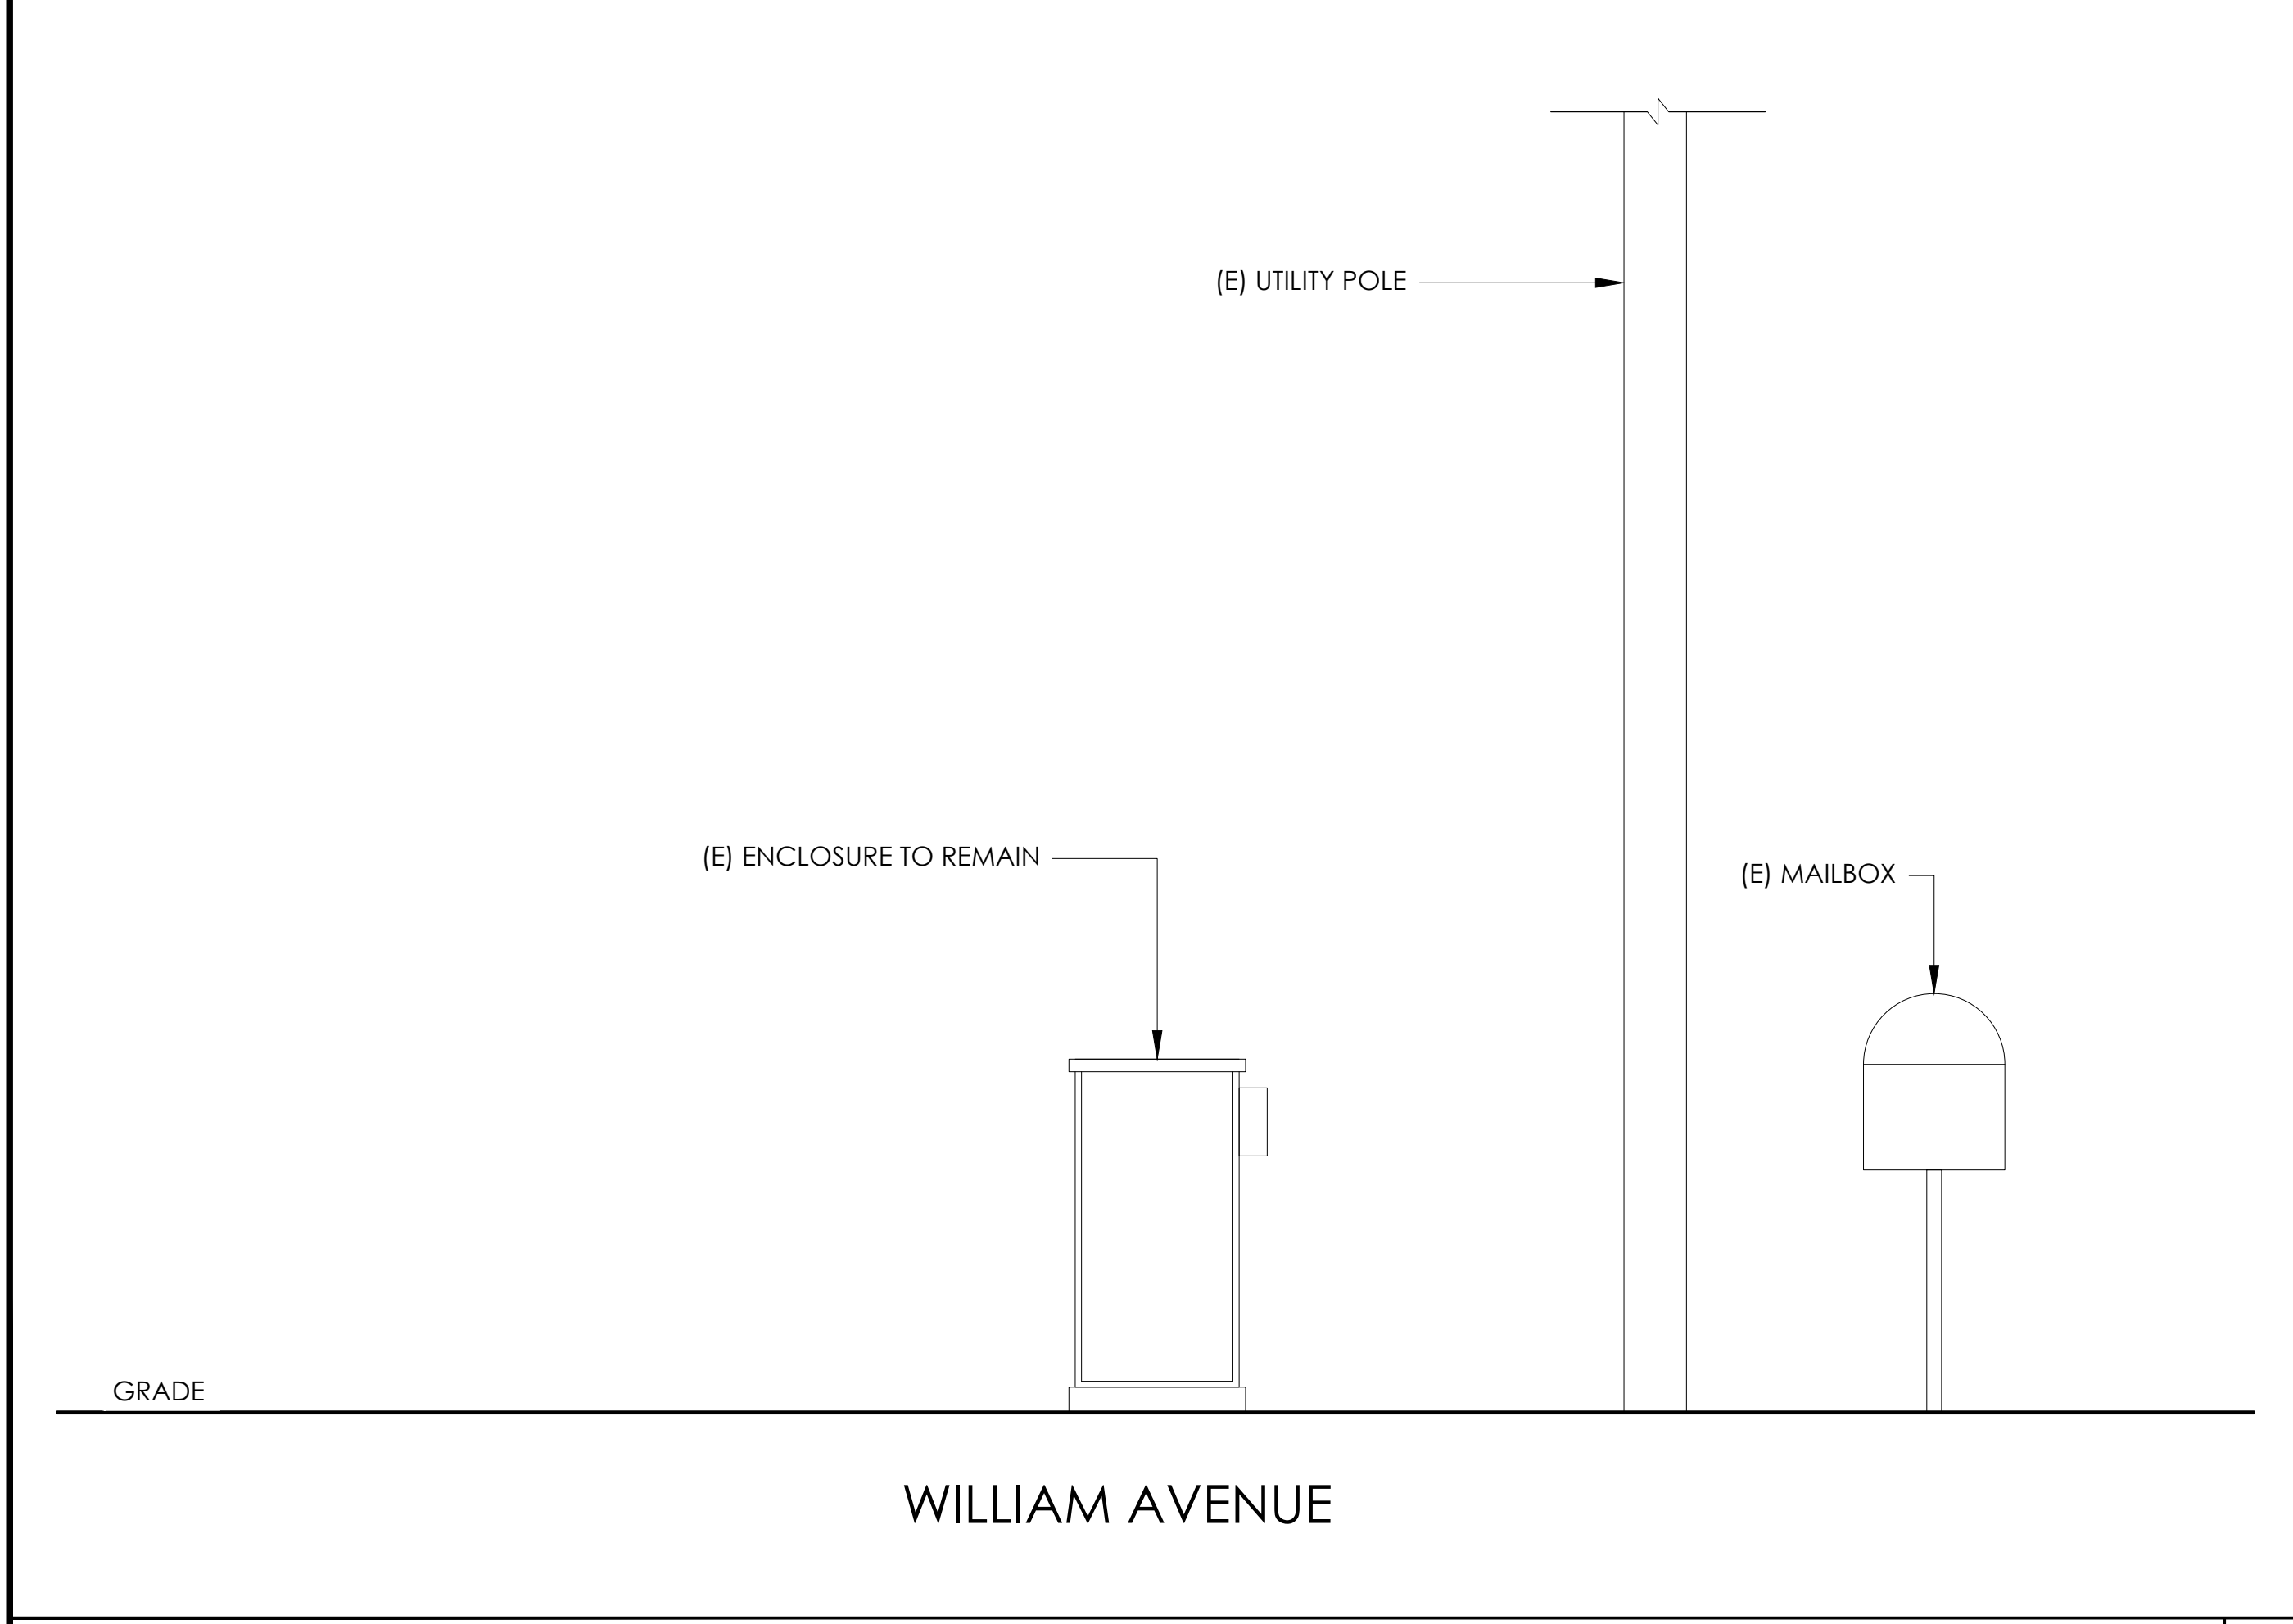 (E) UTILITY POLE
(E) ENCLOSURE TO REMAIN
(E) MAILBOX
GRADE
WILLIAM AVENUE